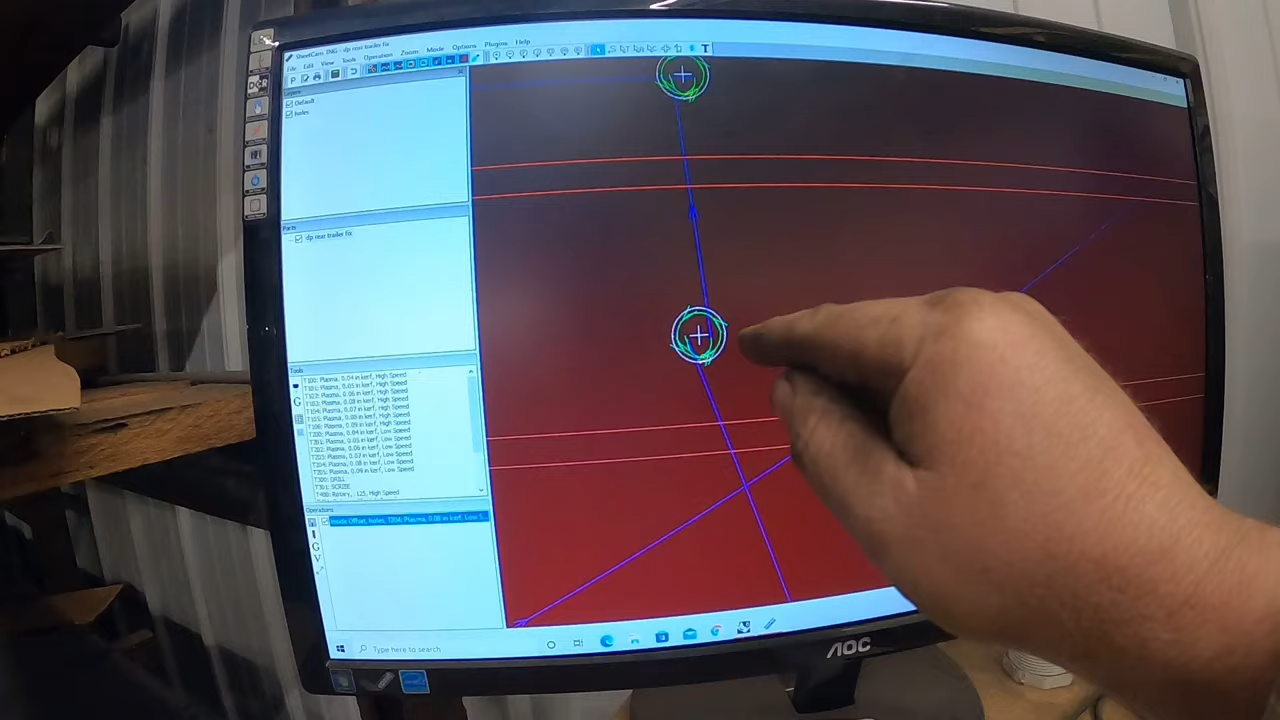 SheetCam TNG - dp rear trailer fix
File Edit View Tools Operation Zoom Mode Options Plugins Help
Layers
Default
holes
Parts
dp rear trailer fix
Tools
T100: Plasma, 0.04 in kerf, High Speed
T101: Plasma, 0.05 in kerf, High Speed
T102: Plasma, 0.06 in kerf, High Speed
T103: Plasma, 0.08 in kerf, High Speed
T104: Plasma, 0.07 in kerf, High Speed
T105: Plasma, 0.08 in kerf, High Speed
T106: Plasma, 0.09 in kerf, High Speed
T200: Plasma, 0.04 in kerf, Low Speed
T201: Plasma, 0.05 in kerf, Low Speed
T202: Plasma, 0.06 in kerf, Low Speed
T203: Plasma, 0.07 in kerf, Low Speed
T204: Plasma, 0.08 in kerf, Low Speed
T205: Plasma, 0.09 in kerf, Low Speed
T300: DRILL
T301: SCRIBE
T400: Rotary, .125, High Speed
Operations
Inside Offset, holes, T204: Plasma, 0.08 in kerf, Low S...
Type here to search
AOC
DCR